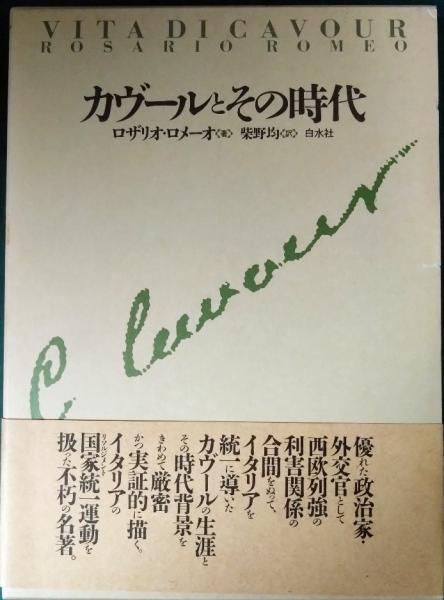 VITA DI CAVOUR
ROSARIO ROMEO
カヴールとその時代
ロザリオ・ロメーオ《著》 柴野均《訳》 白水社
C Cavour
優れた政治家・
外交官として
西欧列強の
利害関係の
合間をぬって、
イタリアを
統一に導いた
カヴールの生涯と
その時代背景を
きわめて厳密
かつ実証的に描く。
イタリアの
国家統一運動を
リソルジメント
扱った不朽の名著。